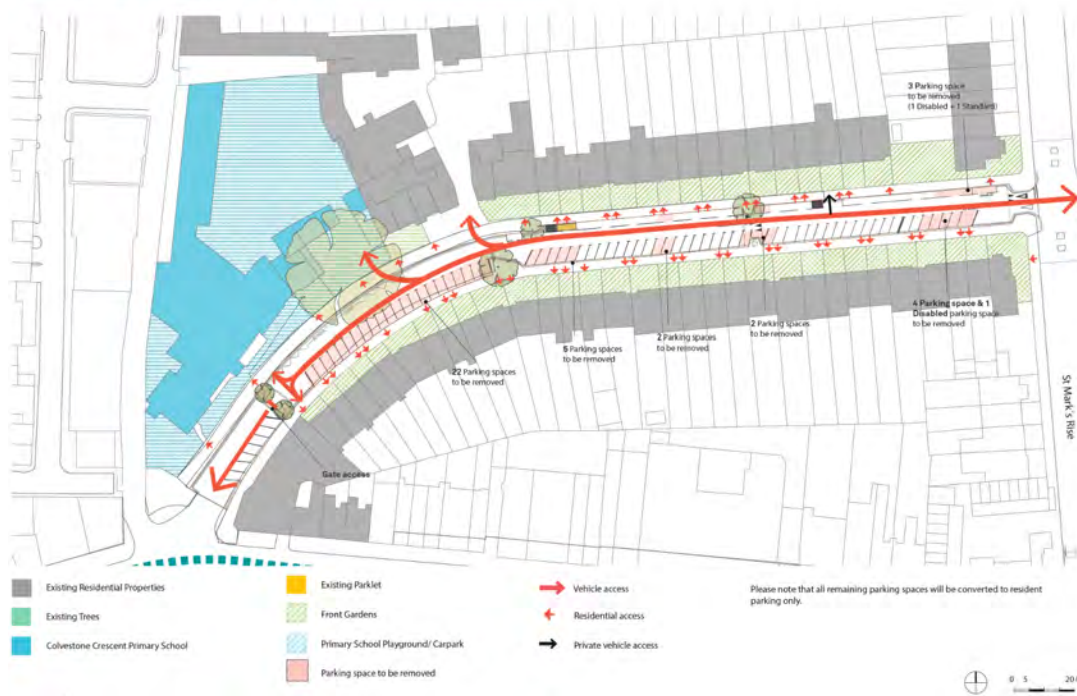 3 Parking space
to be removed
(1 Disabled + 1 Standard)
4 Parking space & 1
Disabled parking space
to be removed
2 Parking spaces
to be removed
2 Parking spaces
to be removed
6 Parking spaces
to be removed
22 Parking spaces
to be removed
Gate access
St Mark's Rise
Existing Residential Properties
Existing Trees
Colvestone Crescent Primary School
Existing Parklet
Front Gardens
Primary School Playground/ Carpark
Parking space to be removed
Vehicle access
Residential access
Private vehicle access
Please note that all remaining parking spaces will be converted to resident
parking only.
0 5 20